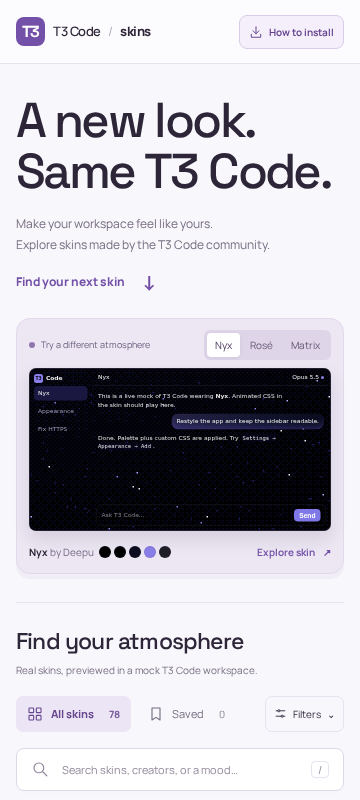 T3 T3 Code / skins
How to install
A new look.
Same T3 Code.
Make your workspace feel like yours.
Explore skins made by the T3 Code community.
Find your next skin ↓
Try a different atmosphere
Nyx Rosé Matrix
T3 Code
Nyx
Opus 5.5
Nyx
Appearance
Fix HTTPS
This is a live mock of T3 Code wearing Nyx. Animated CSS in
the skin should play here.
Restyle the app and keep the sidebar readable.
Done. Palette plus custom CSS are applied. Try Settings →
Appearance → Add.
Ask T3 Code...
Send
Nyx by Deepu
Explore skin ↗
Find your atmosphere
Real skins, previewed in a mock T3 Code workspace.
All skins 78
Saved 0
Filters
Search skins, creators, or a mood... /